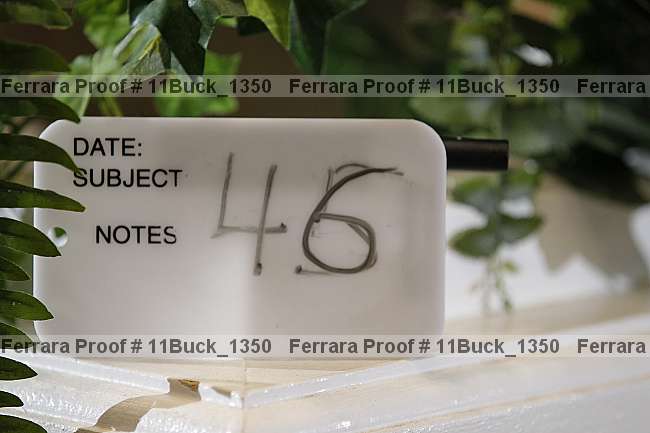 Ferrara Proof # 11Buck_1350 Ferrara Proof # 11Buck_1350 Ferrara
DATE:
SUBJECT
46
NOTES
Ferrara Proof # 11Buck_1350 Ferrara Proof # 11Buck_1350 Ferrara